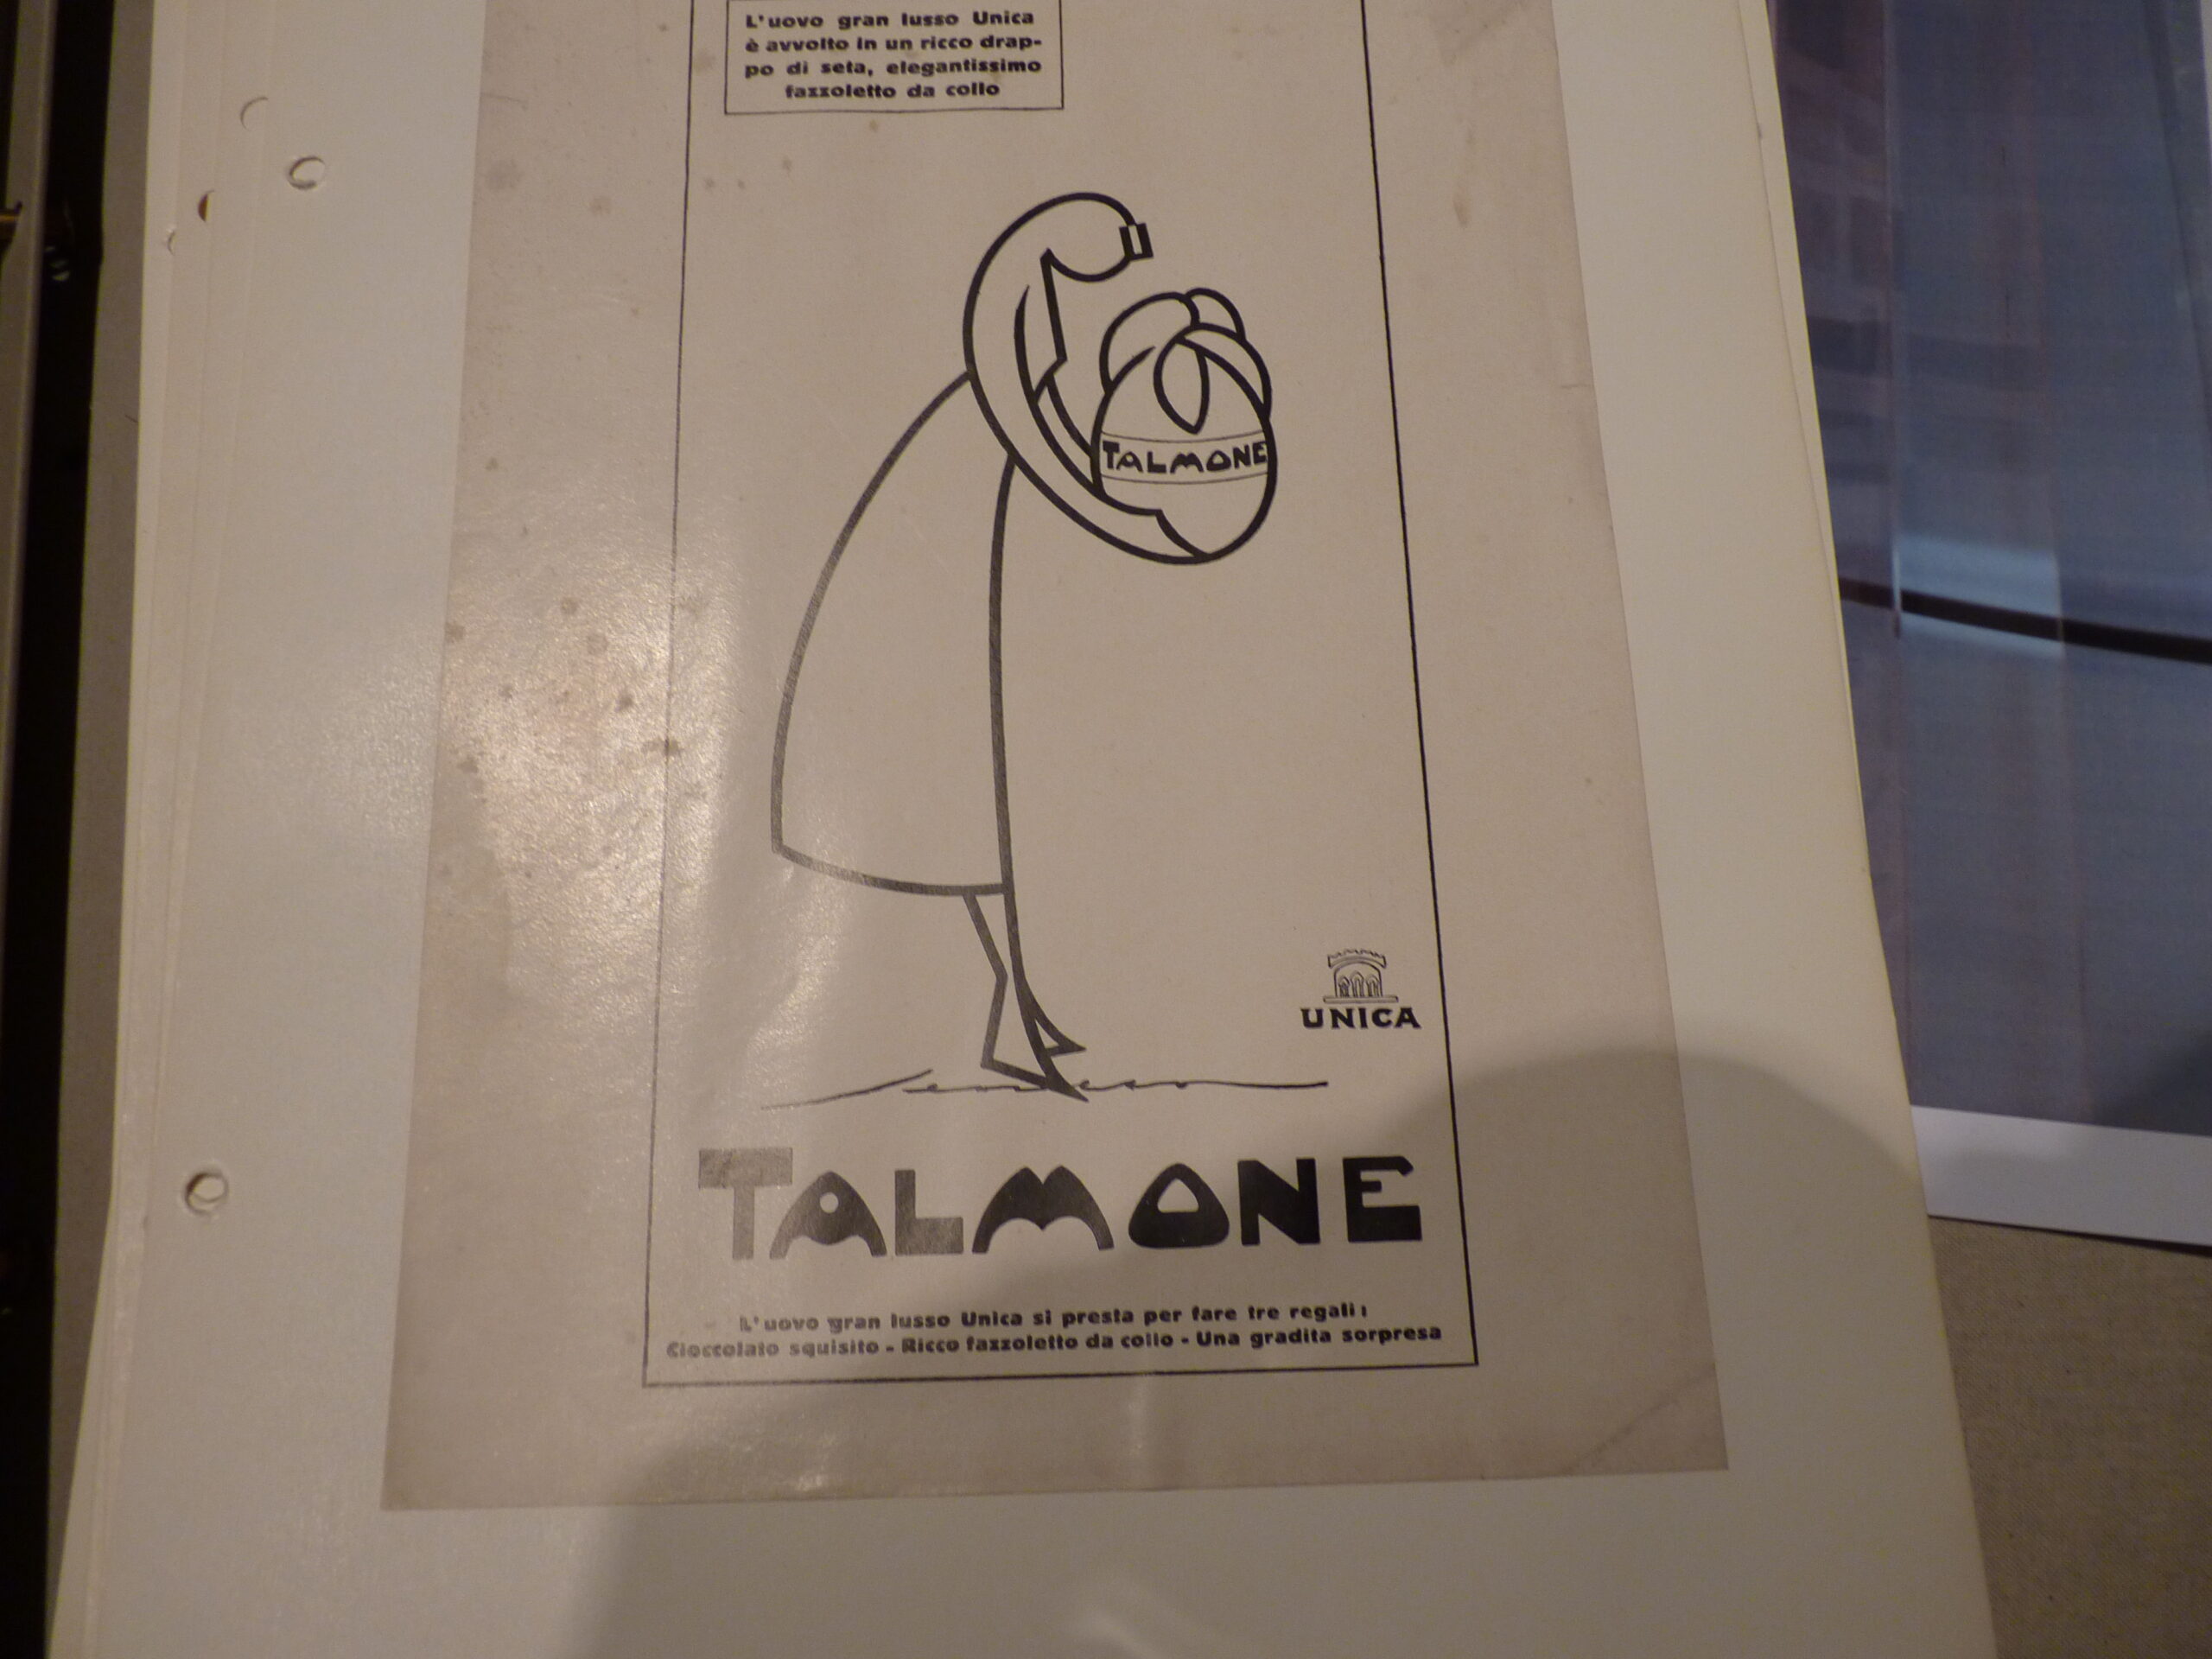 L'uovo gran lusso Unica
è avvolto in un ricco drap-
po di seta, elegantissimo
fazzoletto da collo
TALMONE
UNICA
TALMONE
L'uovo gran lusso Unica si presta per fare tre regali:
Cioccolato squisito - Ricco fazzoletto da collo - Una gradita sorpresa